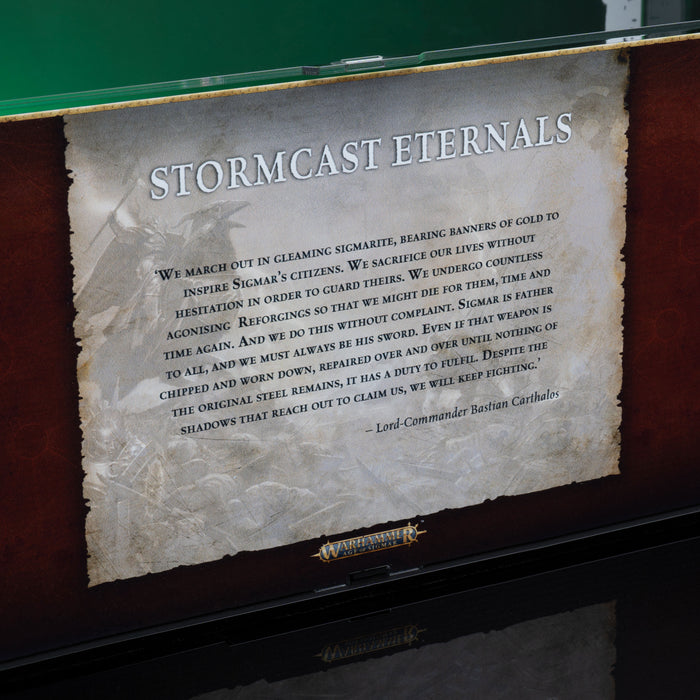 STORMCAST ETERNALS
‘WE MARCH OUT IN GLEAMING SIGMARITE, BEARING BANNERS OF GOLD TO
INSPIRE SIGMAR’S CITIZENS. WE SACRIFICE OUR LIVES WITHOUT
HESITATION IN ORDER TO GUARD THEIRS. WE UNDERGO COUNTLESS
AGONISING REFORGINGS SO THAT WE MIGHT DIE FOR THEM, TIME AND
TIME AGAIN. AND WE DO THIS WITHOUT COMPLAINT. SIGMAR IS FATHER
TO ALL, AND WE MUST ALWAYS BE HIS SWORD. EVEN IF THAT WEAPON IS
CHIPPED AND WORN DOWN, REPAIRED OVER AND OVER UNTIL NOTHING OF
THE ORIGINAL STEEL REMAINS, IT HAS A DUTY TO FULFIL. DESPITE THE
SHADOWS THAT REACH OUT TO CLAIM US, WE WILL KEEP FIGHTING.’
– Lord-Commander Bastian Carthalos
WARHAMMER
AGE OF SIGMAR